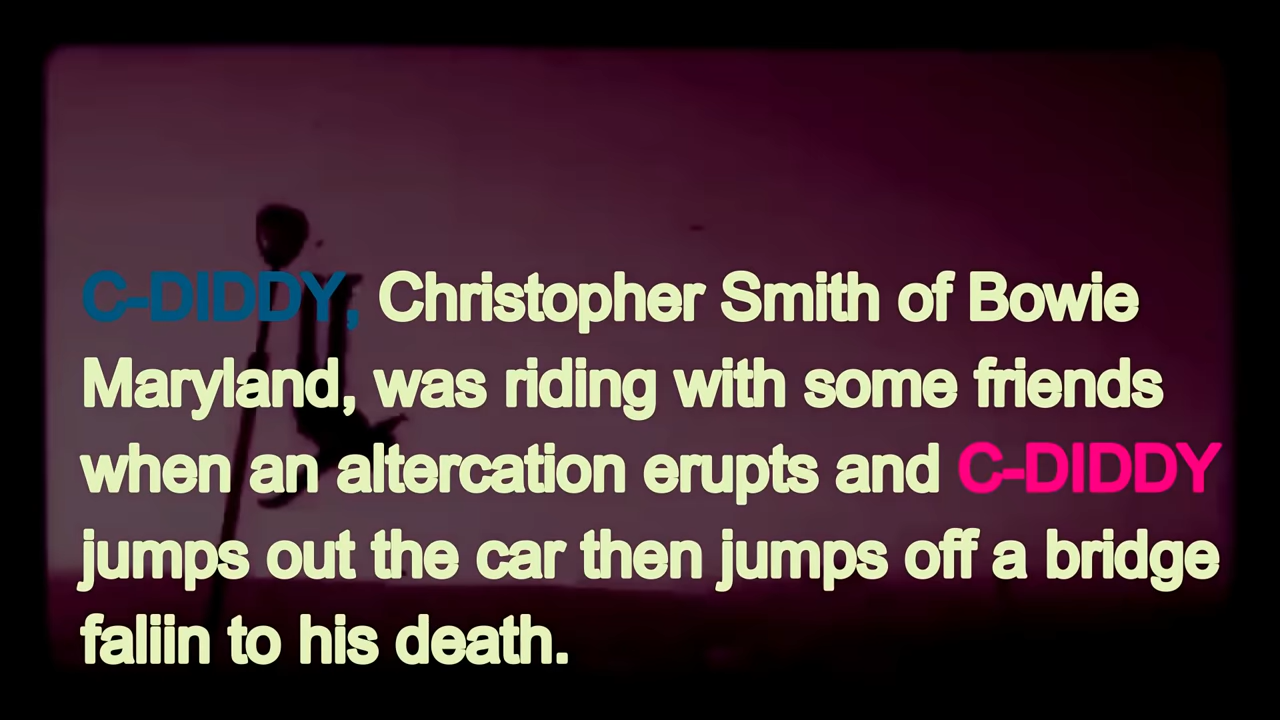 C-DIDDY, Christopher Smith of Bowie
Maryland, was riding with some friends
when an altercation erupts and C-DIDDY
jumps out the car then jumps off a bridge
faliin to his death.